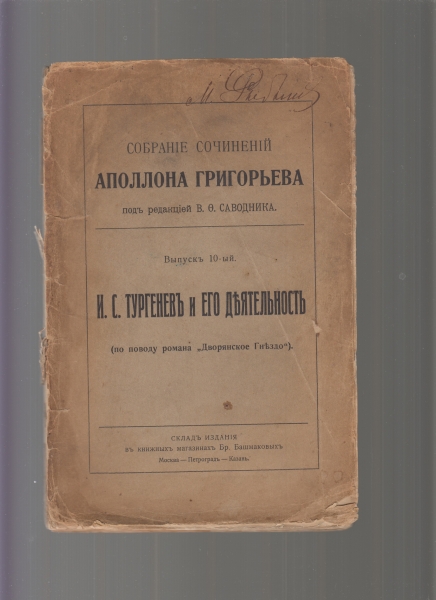 СОБРАНІЕ СОЧИНЕНІЙ
АПОЛЛОНА ГРИГОРЬЕВА
подъ редакціей В. Ѳ. САВОДНИКА.
Выпускъ 10-ый.
И. С. ТУРГЕНЕВЪ и ЕГО ДѢЯТЕЛЬНОСТЬ
(по поводу романа „Дворянское Гнѣздо“).
СКЛАДЪ ИЗДАНІЯ
въ книжныхъ магазинахъ Бр. Башмаковыхъ
Москва — Петроградъ — Казань.